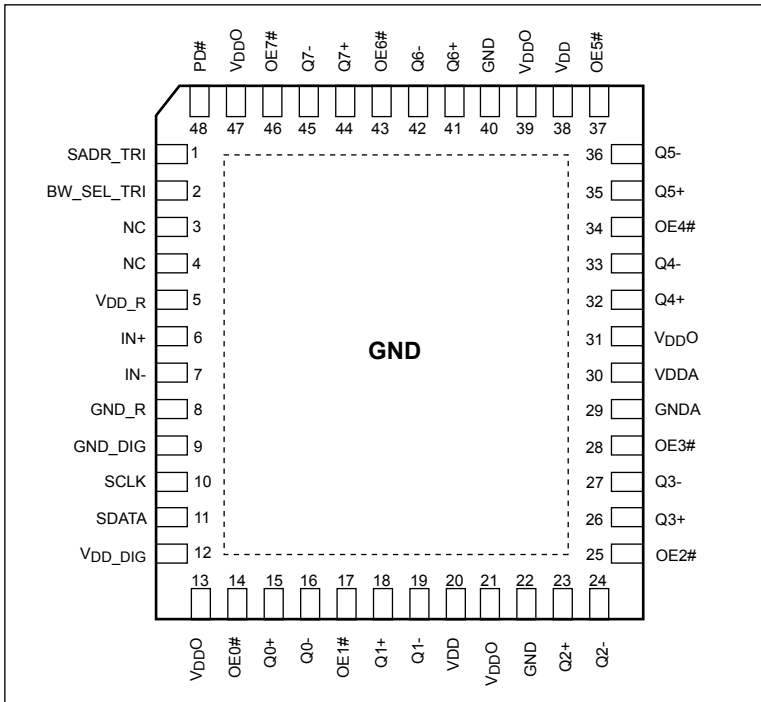 PD# VDDO OE7# Q7- Q7+ OE6# Q6- Q6+ GND VDDO VDD OE5#
48 47 46 45 44 43 42 41 40 39 38 37
SADR_TRI 1 36 Q5-
BW_SEL_TRI 2 35 Q5+
NC 3 34 OE4#
NC 4 33 Q4-
VDD_R 5 32 Q4+
IN+ 6 31 VDDO
GND
IN- 7 30 VDDA
GND_R 8 29 GNDA
GND_DIG 9 28 OE3#
SCLK 10 27 Q3-
SDATA 11 26 Q3+
VDD_DIG 12 25 OE2#
13 14 15 16 17 18 19 20 21 22 23 24
VDDO OE0# Q0+ Q0- OE1# Q1+ Q1- VDD VDDO GND Q2+ Q2-